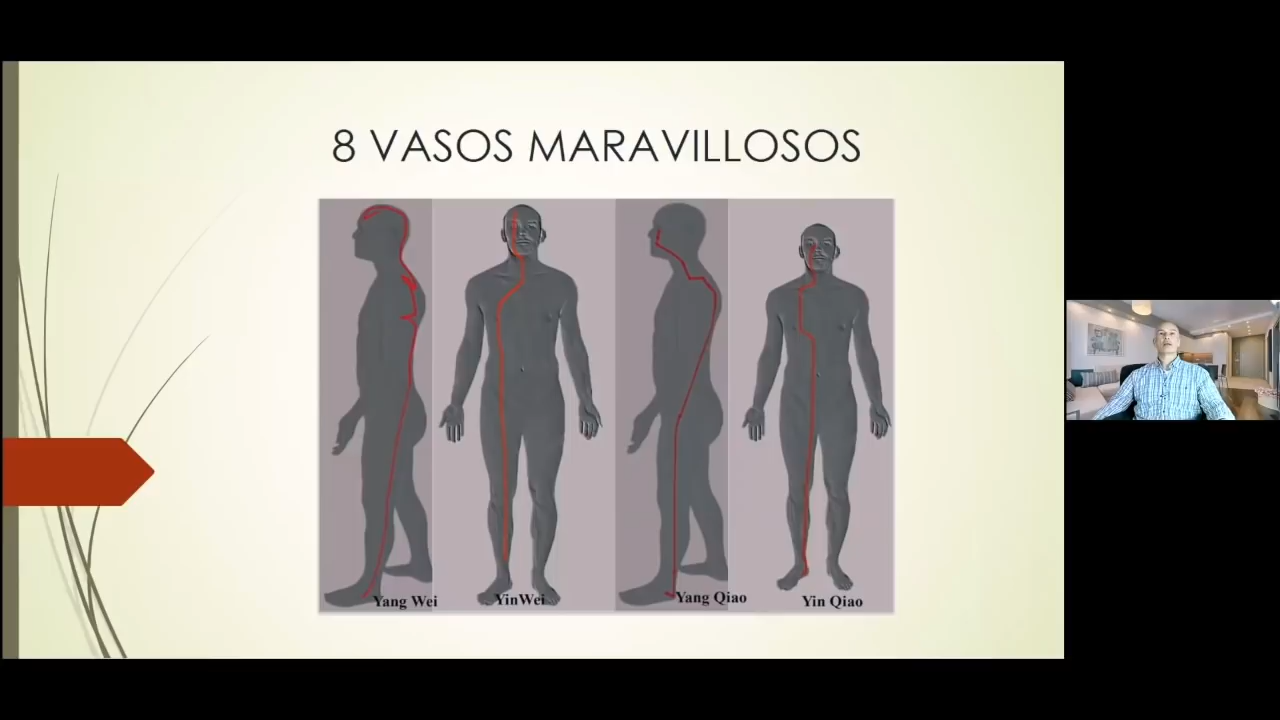 8 VASOS MARAVILLOSOS
Yang Wei
YinWei
Yang Qiao
Yin Qiao